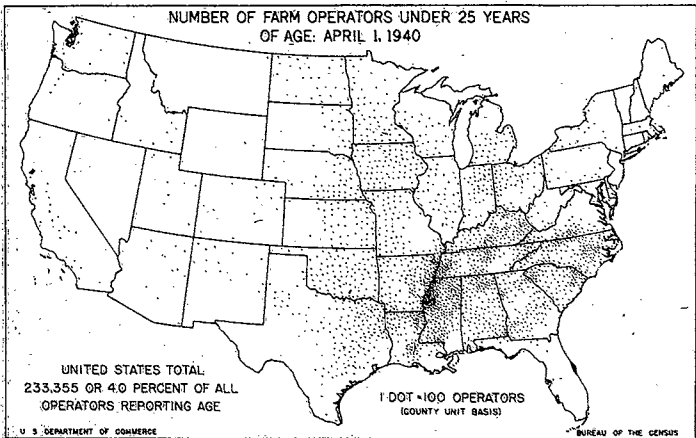 NUMBER OF FARM OPERATORS UNDER 25 YEARS
OF AGE: APRIL 1, 1940
UNITED STATES TOTAL
233,355 OR 4.0 PERCENT OF ALL
OPERATORS REPORTING AGE
1 DOT = 100 OPERATORS
(COUNTY UNIT BASIS)
U S DEPARTMENT OF COMMERCE
BUREAU OF THE CENSUS